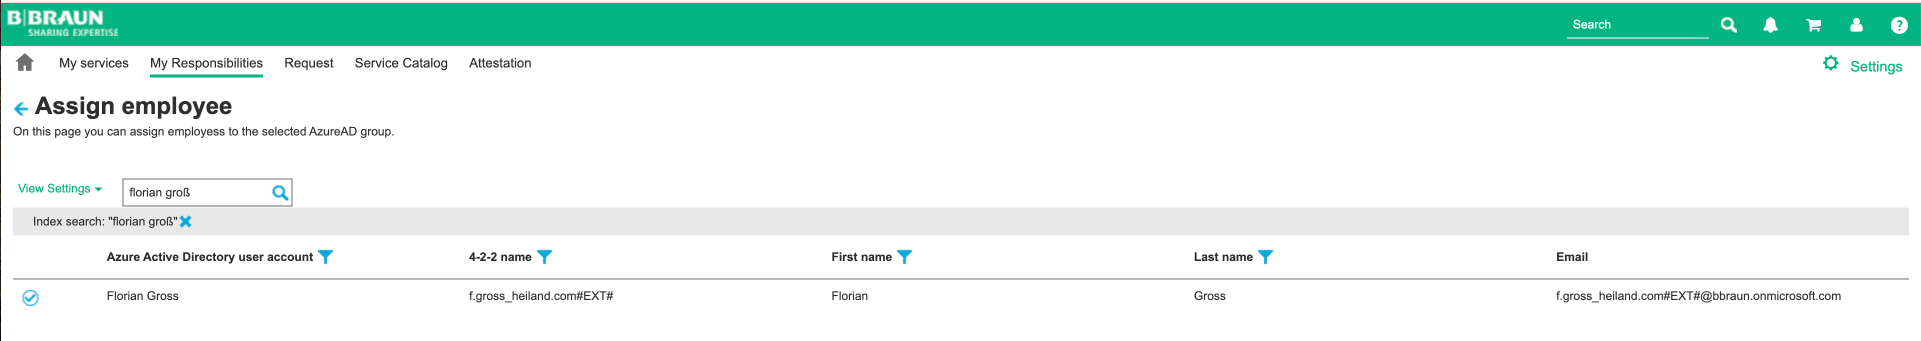 B|BRAUN
SHARING EXPERTISE
Search
My services My Responsibilities Request Service Catalog Attestation
Settings
Assign employee
On this page you can assign employess to the selected AzureAD group.
View Settings
florian groß
Index search: "florian groß"
Azure Active Directory user account 4-2-2 name First name Last name Email
Florian Gross f.gross_heiland.com#EXT# Florian Gross f.gross_heiland.com#EXT#@bbraun.onmicrosoft.com